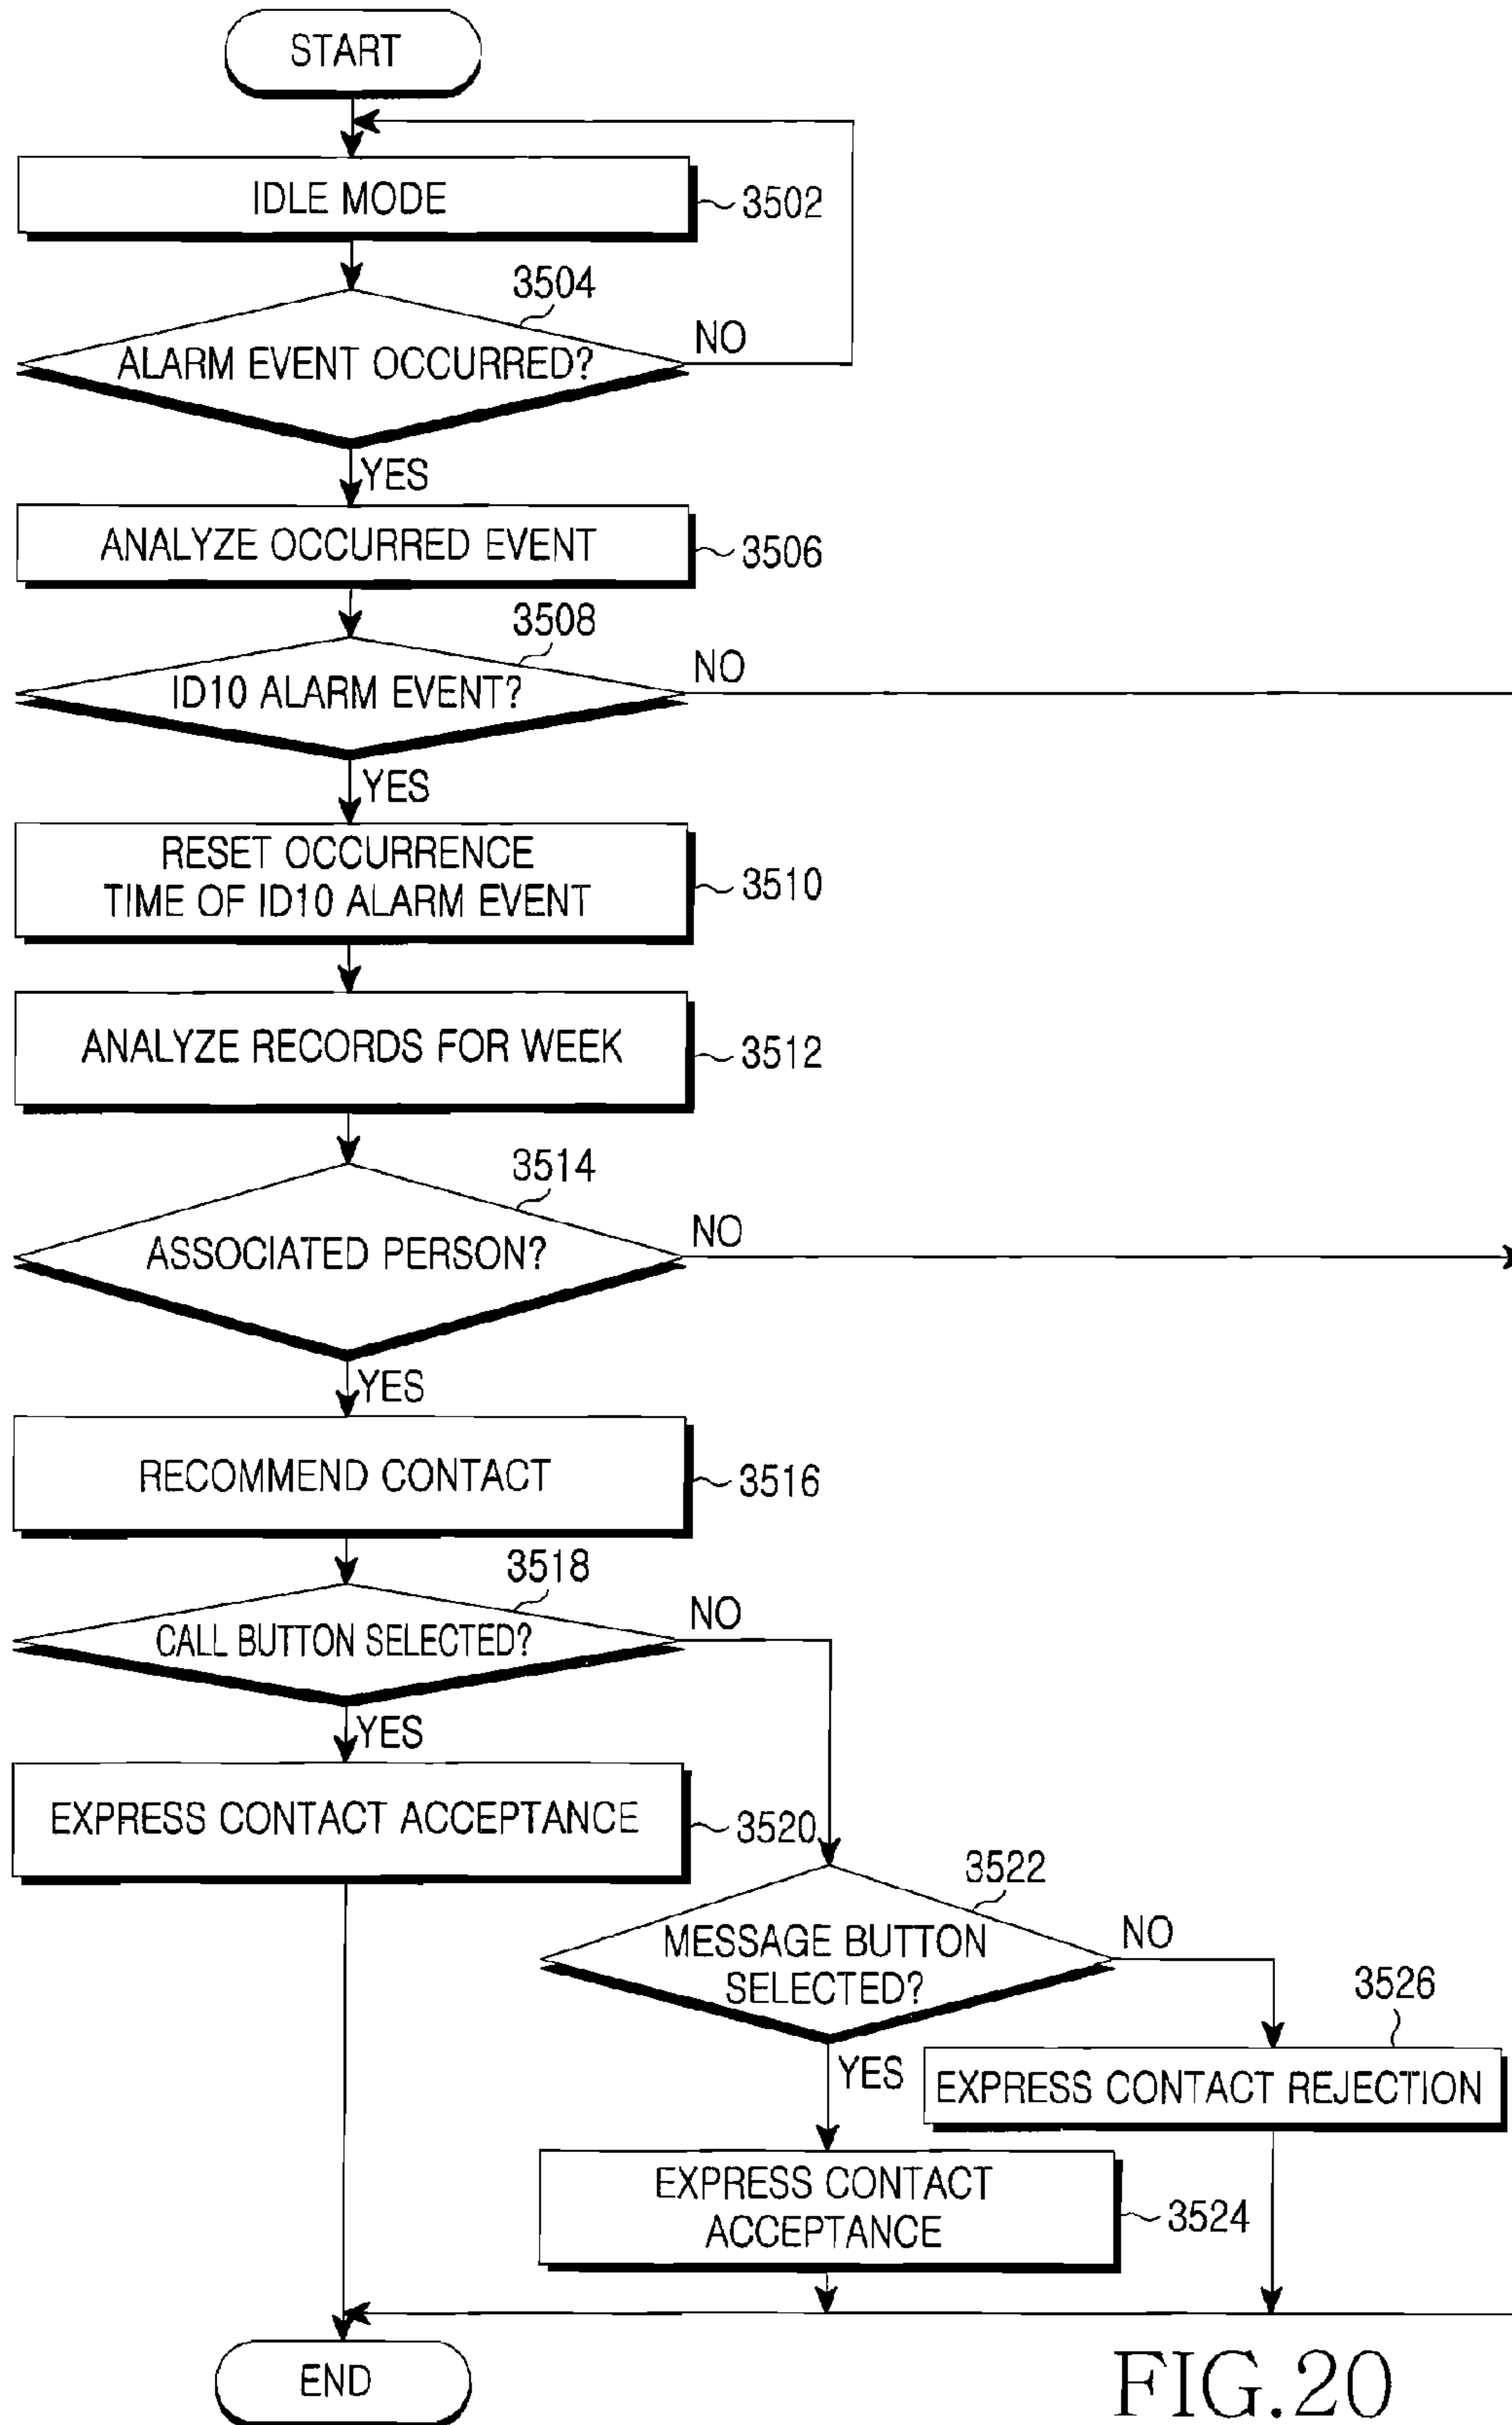 START
IDLE MODE
3502
3504
ALARM EVENT OCCURRED?
NO
YES
ANALYZE OCCURRED EVENT
3506
3508
ID10 ALARM EVENT?
NO
YES
RESET OCCURRENCE
TIME OF ID10 ALARM EVENT
3510
ANALYZE RECORDS FOR WEEK
3512
3514
ASSOCIATED PERSON?
NO
YES
RECOMMEND CONTACT
3516
3518
CALL BUTTON SELECTED?
NO
YES
EXPRESS CONTACT ACCEPTANCE
3520
3522
MESSAGE BUTTON
SELECTED?
NO
3526
YES
EXPRESS CONTACT REJECTION
EXPRESS CONTACT
ACCEPTANCE
3524
END
FIG.20